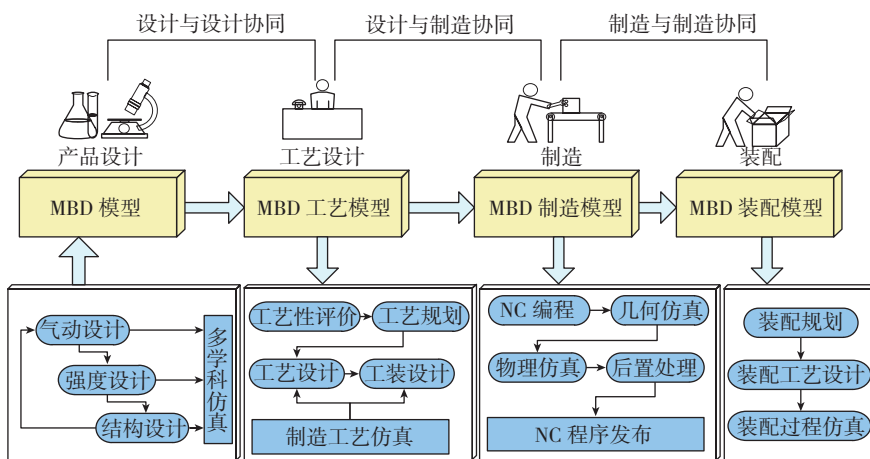 设计与设计协同
设计与制造协同
制造与制造协同
产品设计
工艺设计
制造
装配
MBD 模型
MBD 工艺模型
MBD 制造模型
MBD 装配模型
气动设计
强度设计
结构设计
多学科仿真
工艺性评价
工艺规划
工艺设计
工装设计
制造工艺仿真
NC 编程
几何仿真
物理仿真
后置处理
NC 程序发布
装配规划
装配工艺设计
装配过程仿真